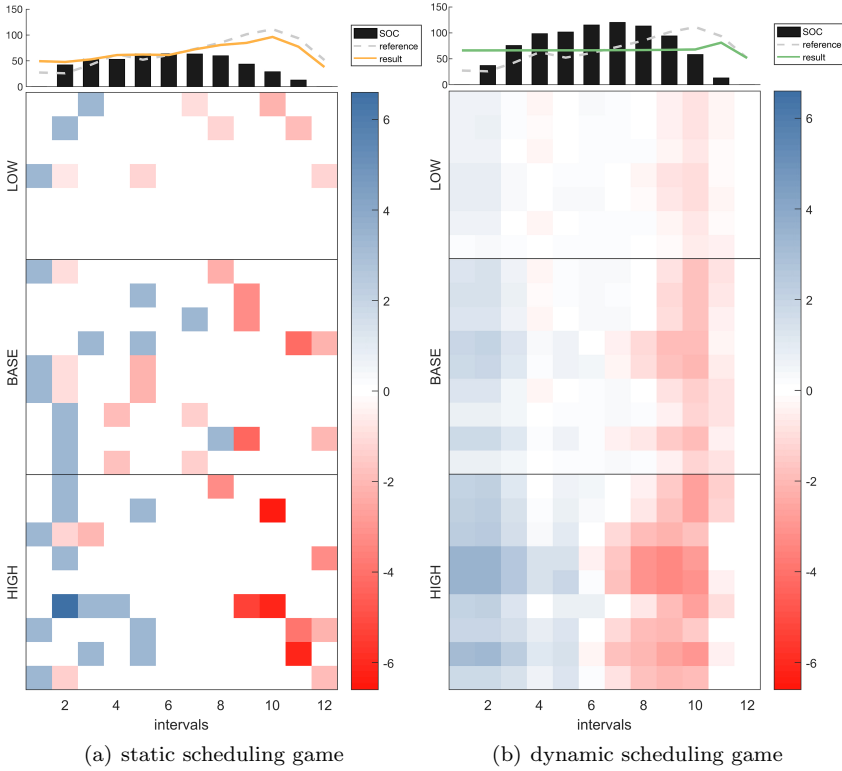 150
100
50
0
SOC
reference
result
LOW
BASE
HIGH
6
4
2
0
-2
-4
-6
2 4 6 8 10 12
intervals
(a) static scheduling game
150
100
50
0
SOC
reference
result
LOW
BASE
HIGH
6
4
2
0
-2
-4
-6
2 4 6 8 10 12
intervals
(b) dynamic scheduling game